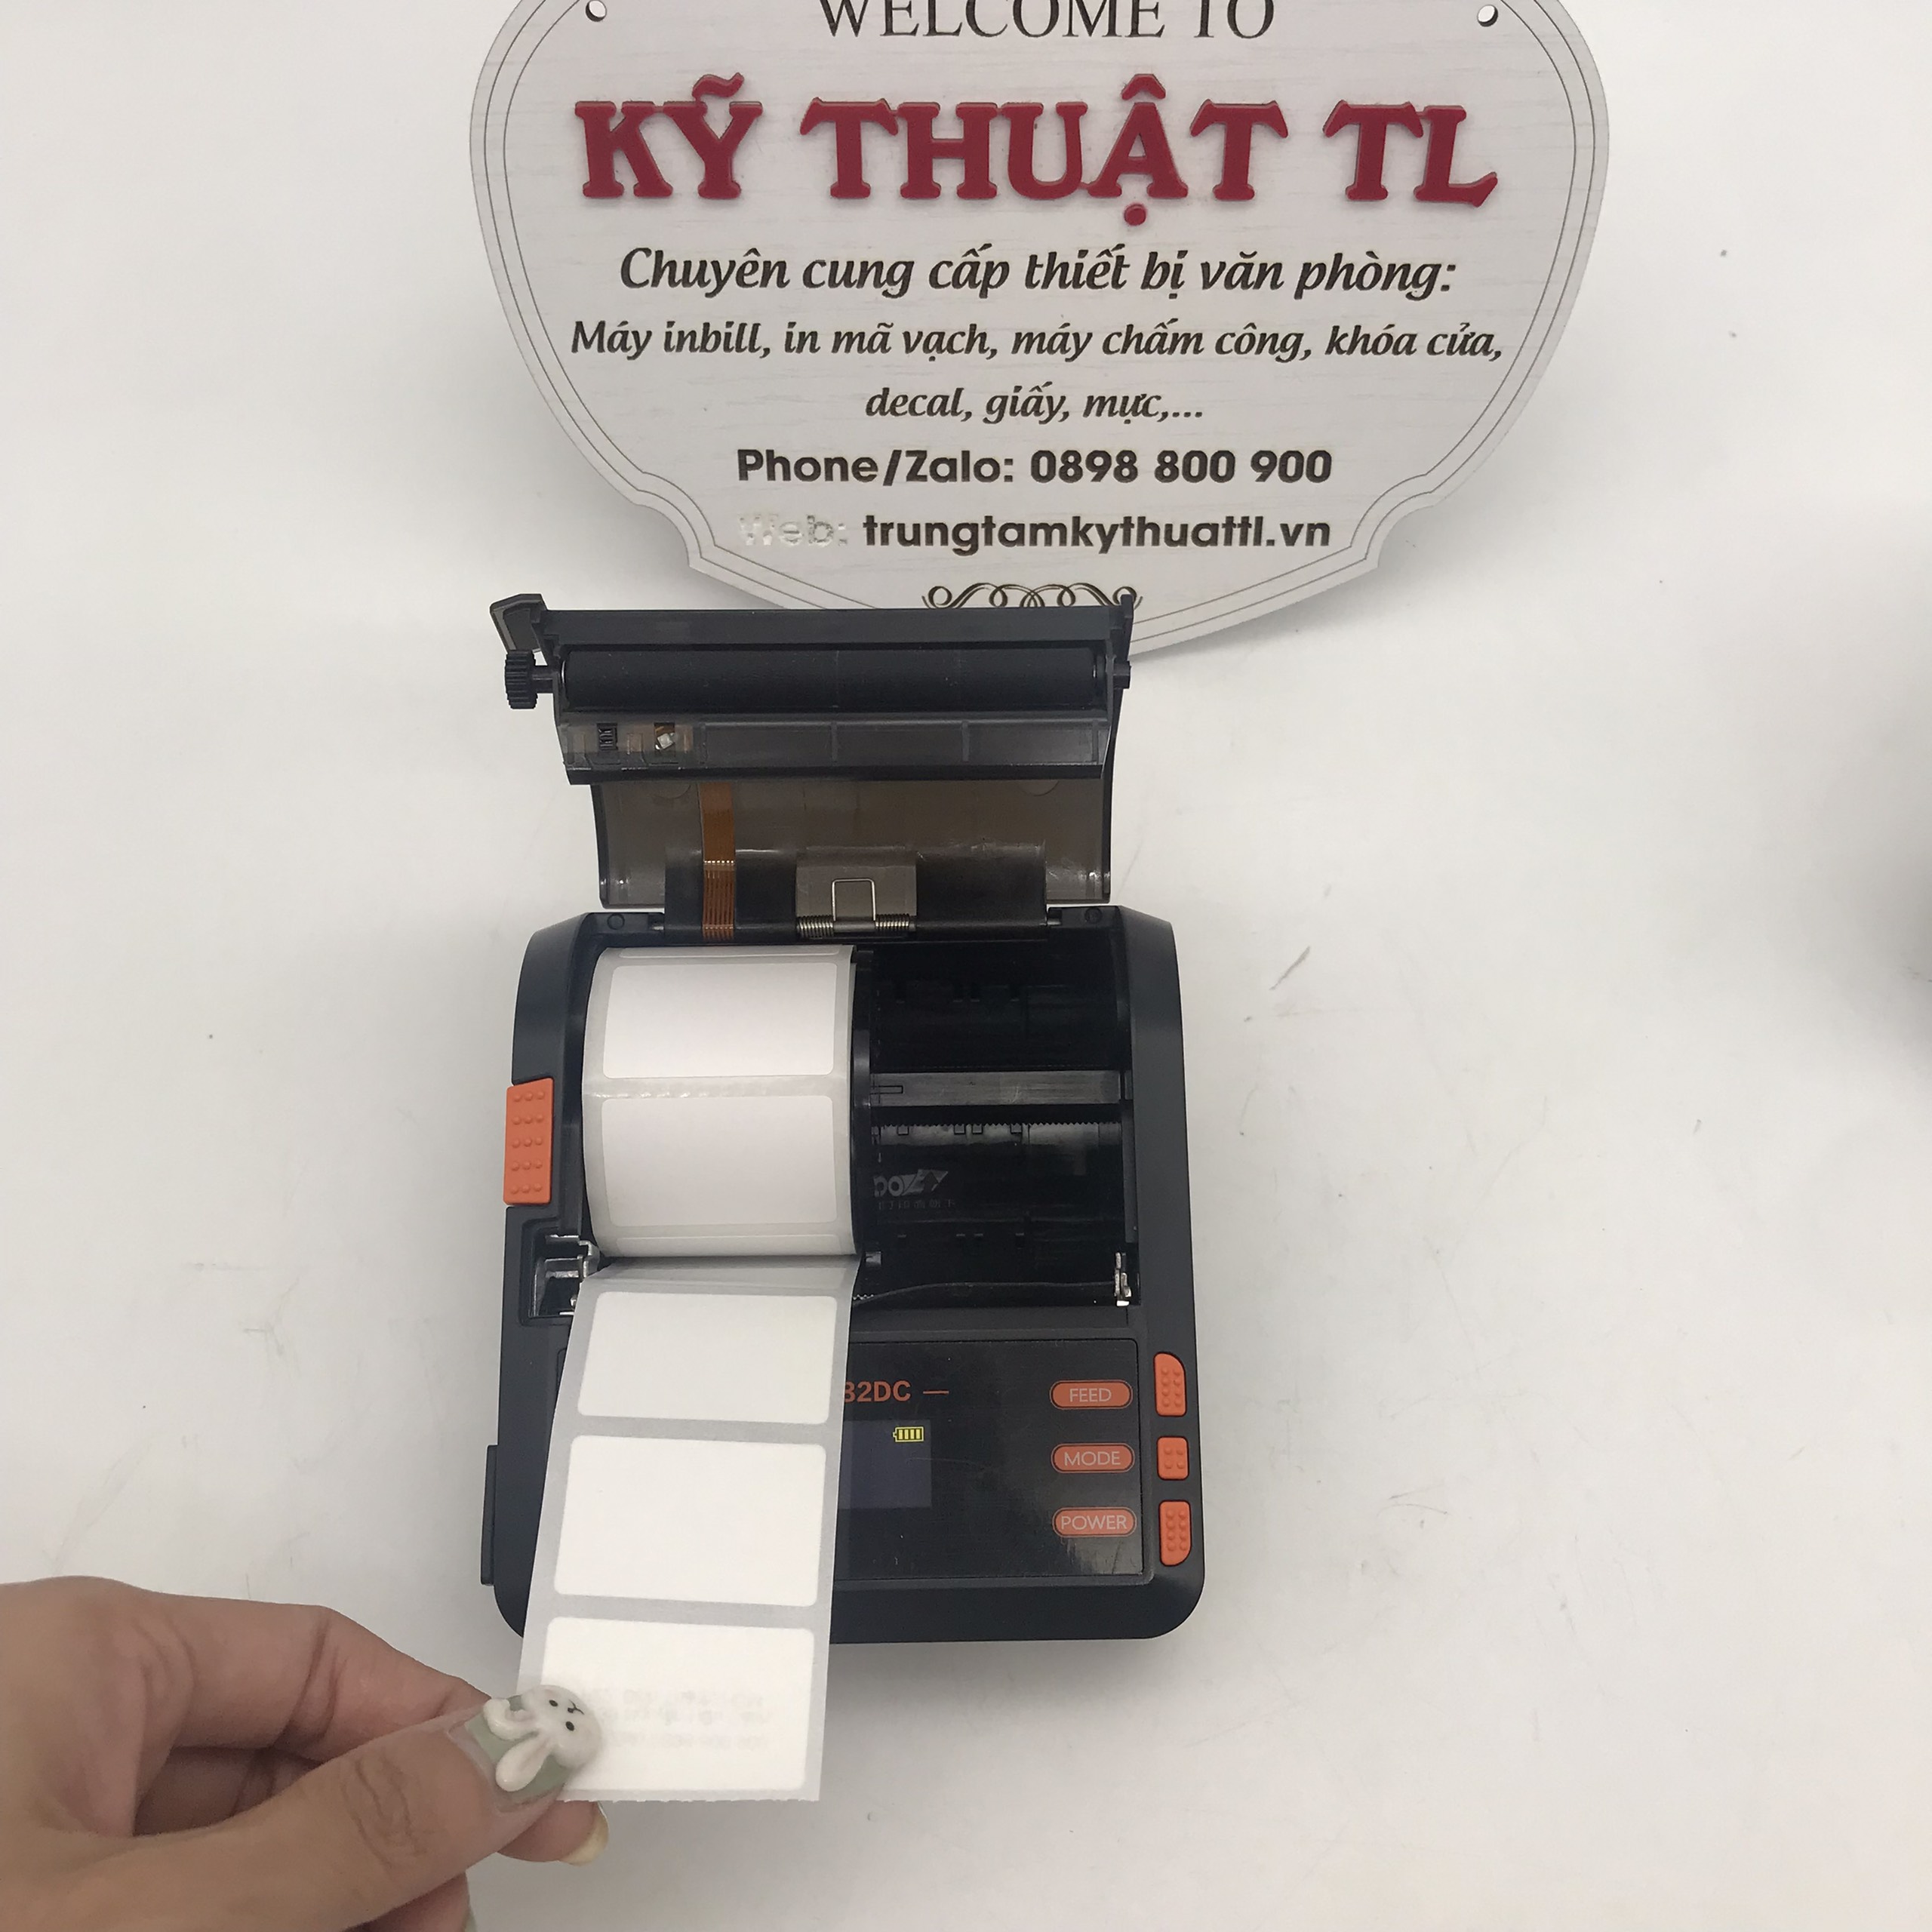 WELCOME TO
KỸ THUẬT TL
Chuyên cung cấp thiết bị văn phòng:
Máy inbill, in mã vạch, máy chấm công, khóa cửa,
decal, giấy, mực,...
Phone/Zalo: 0898 800 900
Web: trungtamkythuattl.vn
32DC —
FEED
MODE
POWER